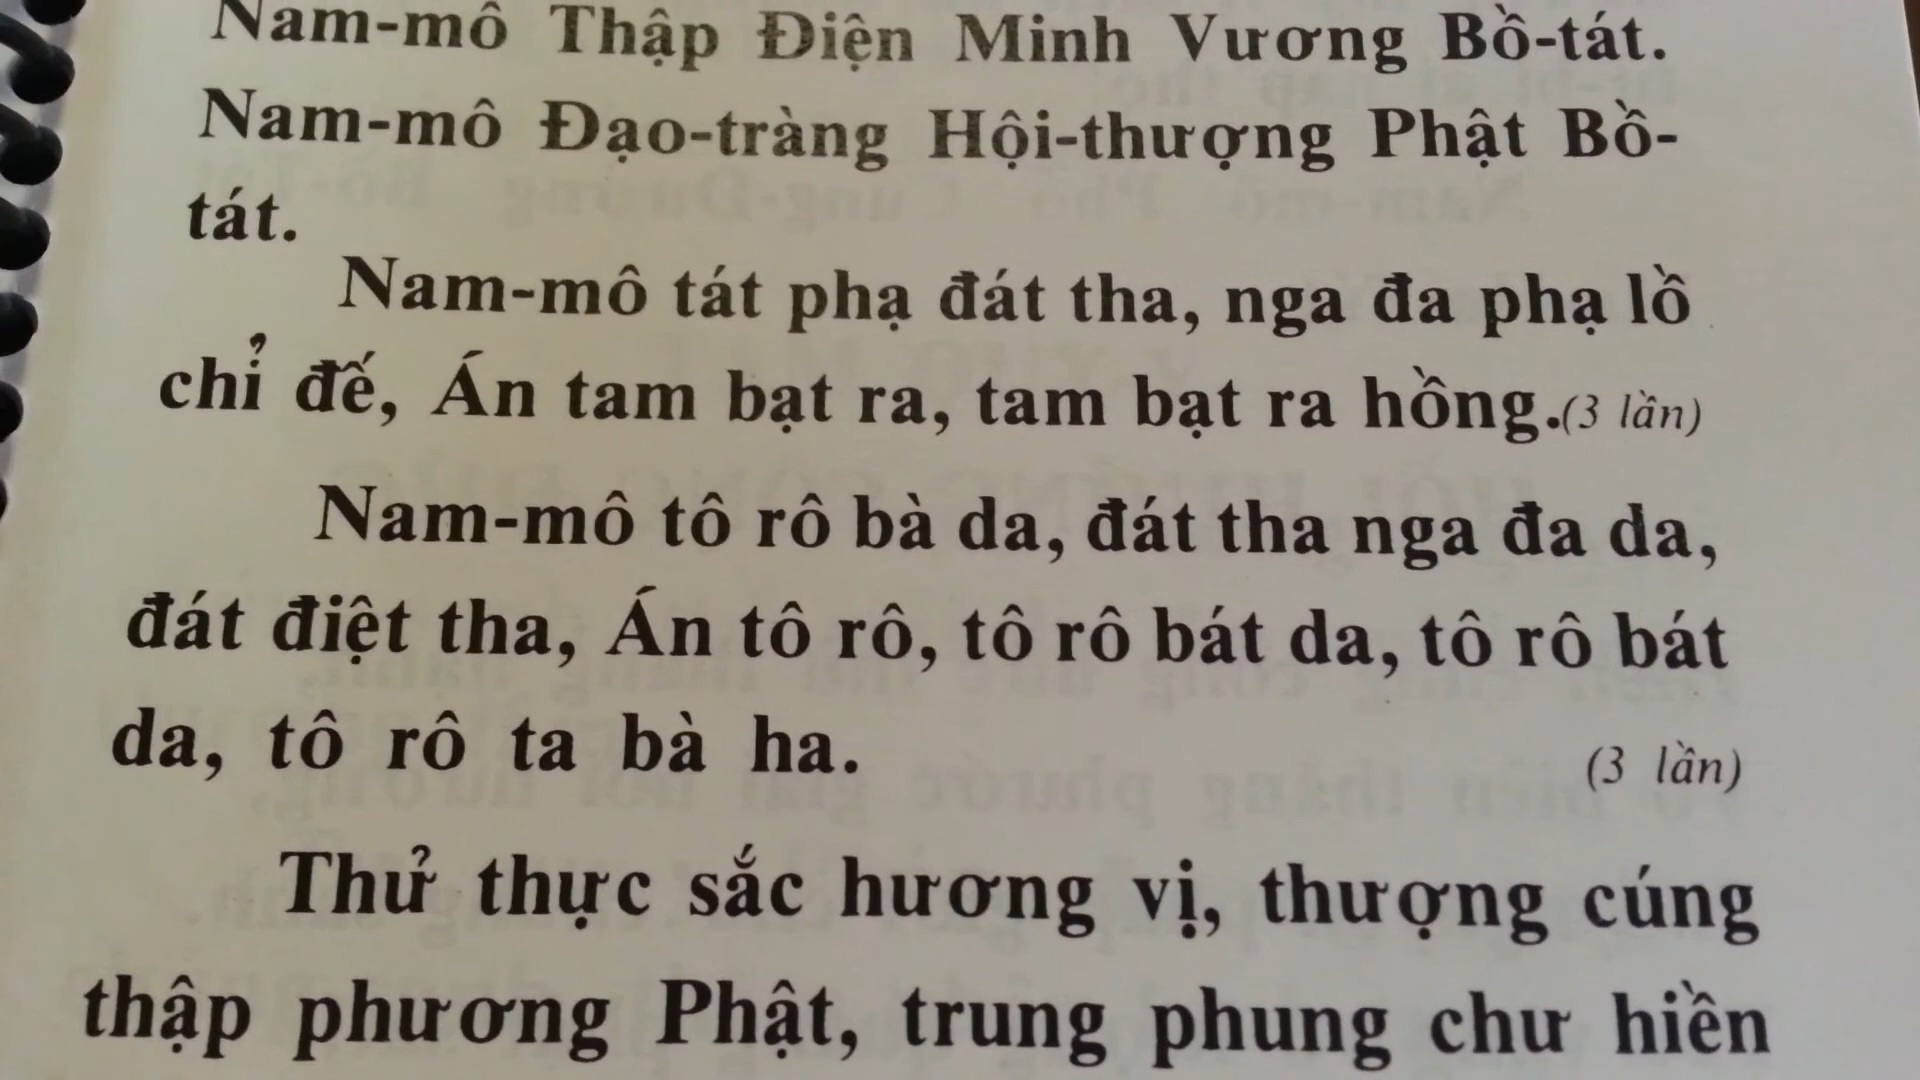 Nam-mô Thập Điện Minh Vương Bồ-tát.
Nam-mô Đạo-tràng Hội-thượng Phật Bồ-
tát.
Nam-mô tát phạ đát tha, nga đa phạ lồ
chỉ đế, Án tam bạt ra, tam bạt ra hồng.(3 lần)
Nam-mô tô rô bà da, đát tha nga đa da,
đát điệt tha, Án tô rô, tô rô bát da, tô rô bát
da, tô rô ta bà ha. (3 lần)
Thử thực sắc hương vị, thượng cúng
thập phương Phật, trung phung chư hiền